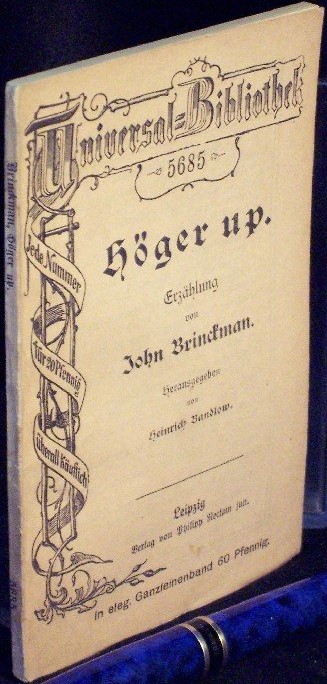 Universal=Bibliothek
5685
Jede Nummer
für 20 Pfennig
überall käuflich
Höger up.
Erzählung
von
John Brinckman.
Herausgegeben
von
Heinrich Bandlow.
Leipzig
Verlag von Philipp Reclam jun.
in eleg. Ganzleinenband 60 Pfennig.
Brinckman, Höger up.
5685